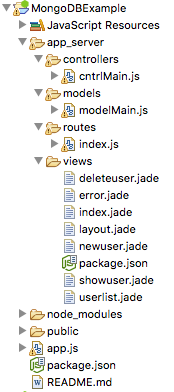 MongoDBExample
JavaScript Resources
app_server
controllers
cntrlMain.js
models
modelMain.js
routes
index.js
views
deleteuser.jade
error.jade
index.jade
layout.jade
newuser.jade
package.json
showuser.jade
userlist.jade
node_modules
public
app.js
package.json
README.md